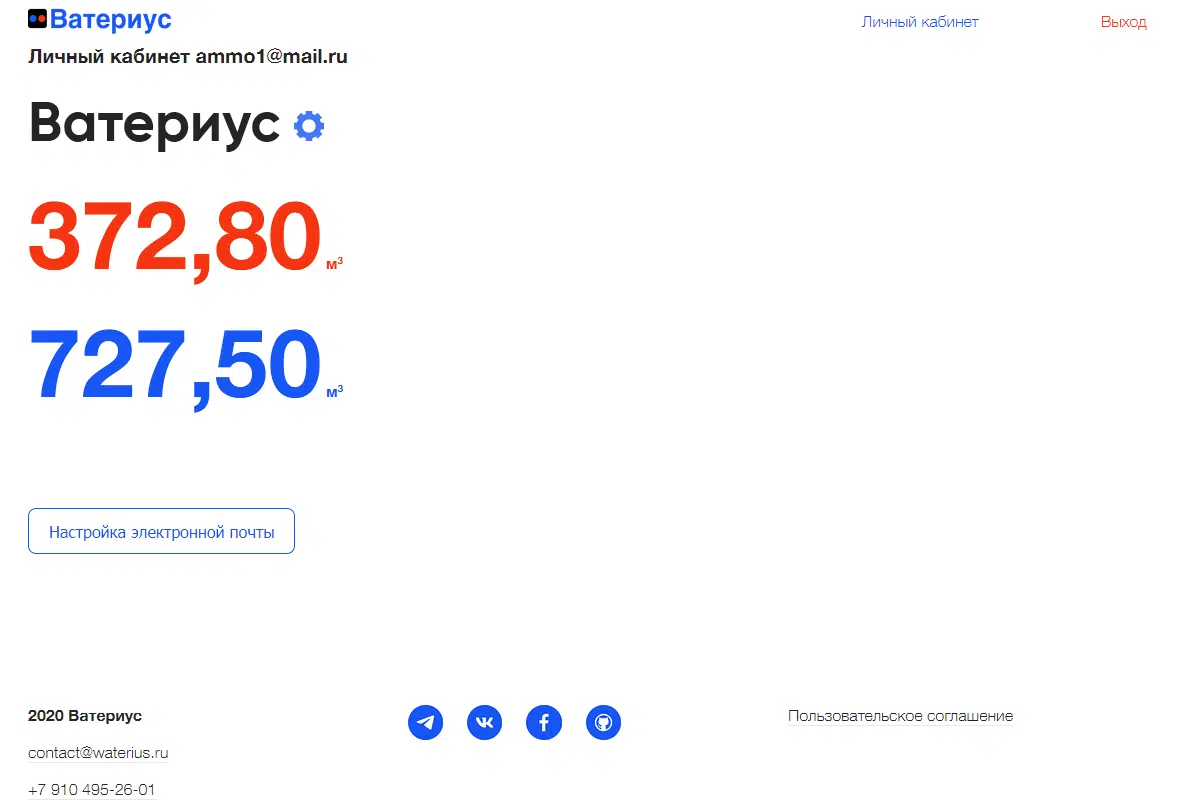 Ватериус
Личный кабинет
Выход
Личный кабинет ammo1@mail.ru
Ватериус
372,80 м³
727,50 м³
Настройка электронной почты
2020 Ватериус
Пользовательское соглашение
contact@waterius.ru
+7 910 495-26-01